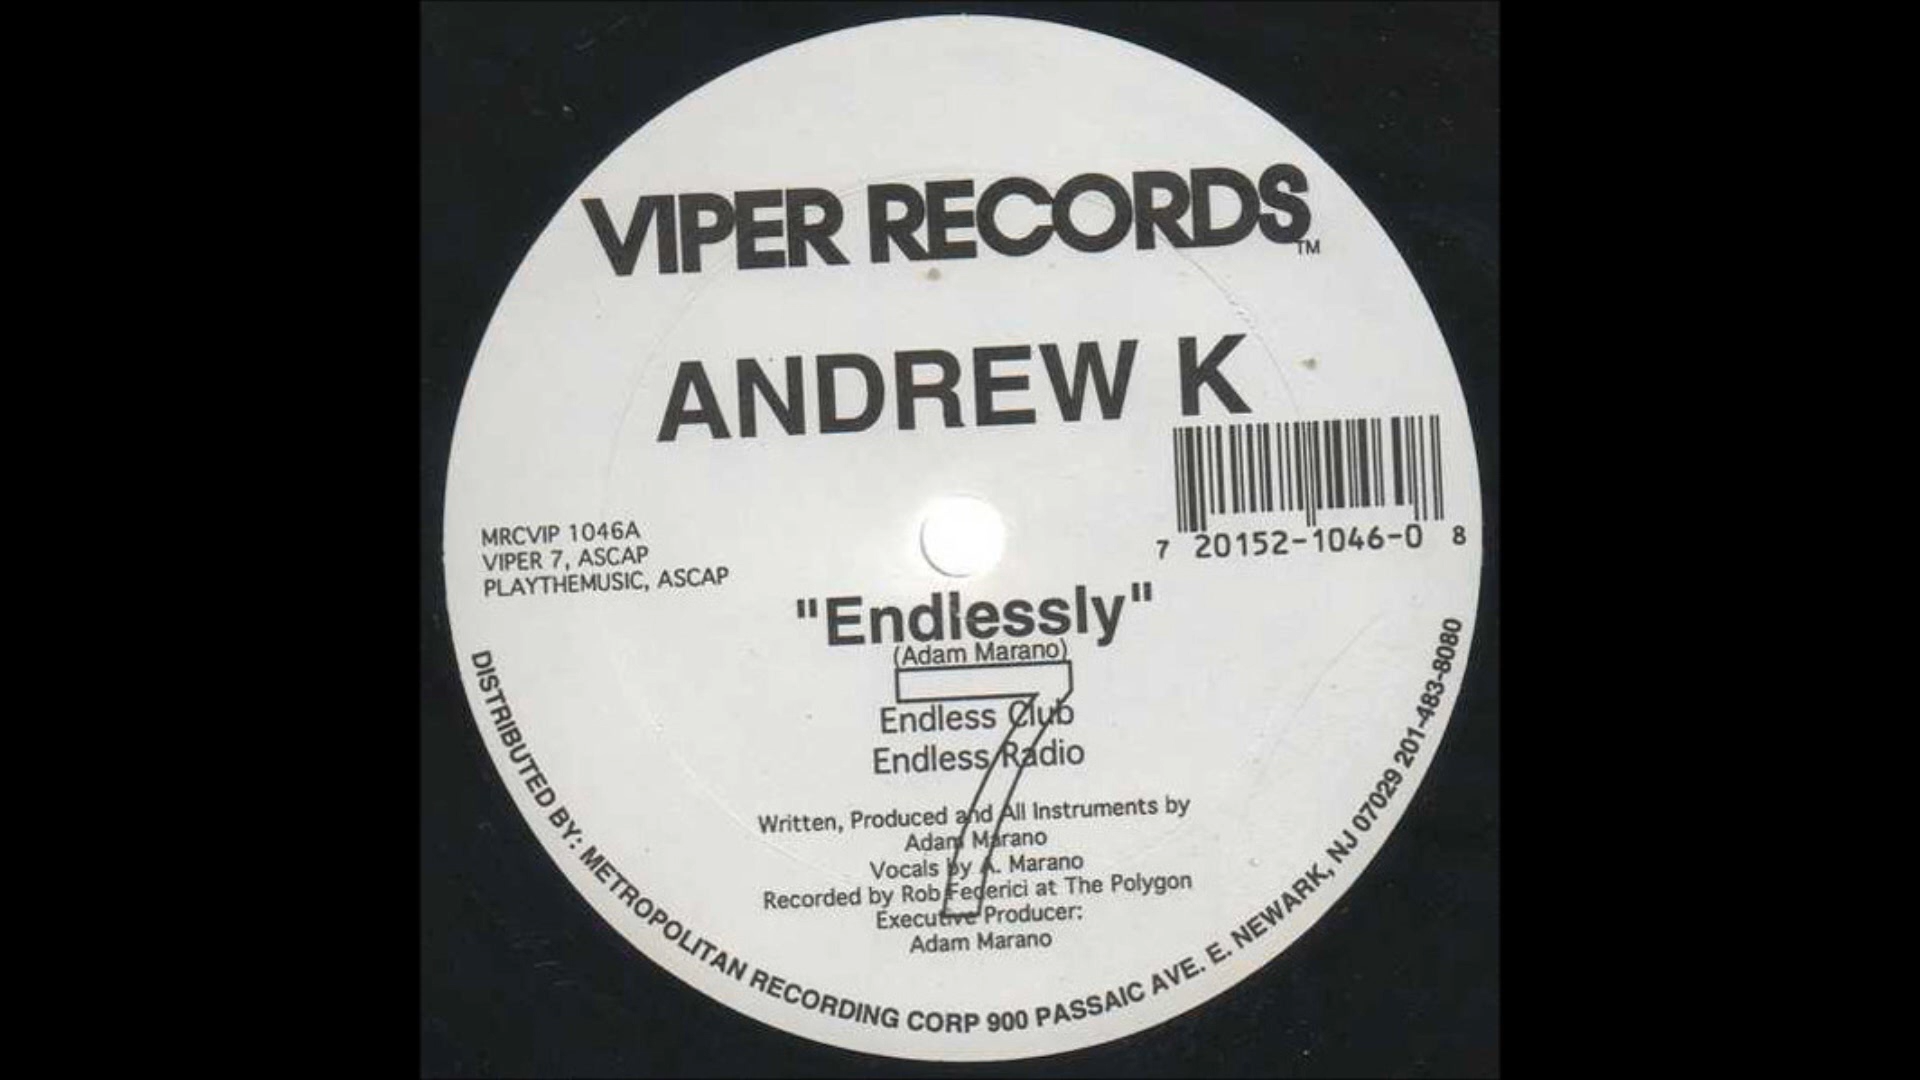 VIPER RECORDS™
ANDREW K
MRCVIP 1046A
VIPER 7, ASCAP
PLAYTHEMUSIC, ASCAP
7 20152-1046-0 8
"Endlessly"
(Adam Marano)
7
Endless Club
Endless Radio
Written, Produced and All Instruments by
Adam Marano
Vocals by A. Marano
Recorded by Rob Federici at The Polygon
Executive Producer:
Adam Marano
DISTRIBUTED BY: METROPOLITAN RECORDING CORP 900 PASSAIC AVE. E. NEWARK, NJ 07029 201-483-8080